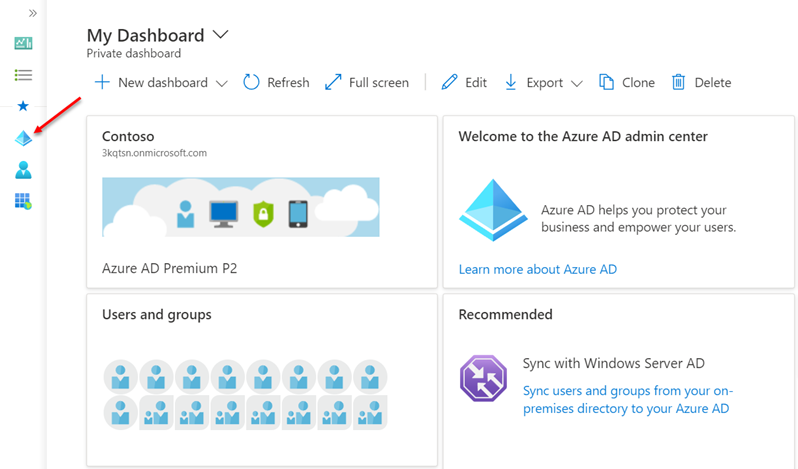 My Dashboard
Private dashboard
New dashboard Refresh Full screen Edit Export Clone Delete
Contoso
3kqtsn.onmicrosoft.com
Azure AD Premium P2
Welcome to the Azure AD admin center
Azure AD helps you protect your
business and empower your users.
Learn more about Azure AD
Users and groups
Recommended
Sync with Windows Server AD
Sync users and groups from your on-
premises directory to your Azure AD